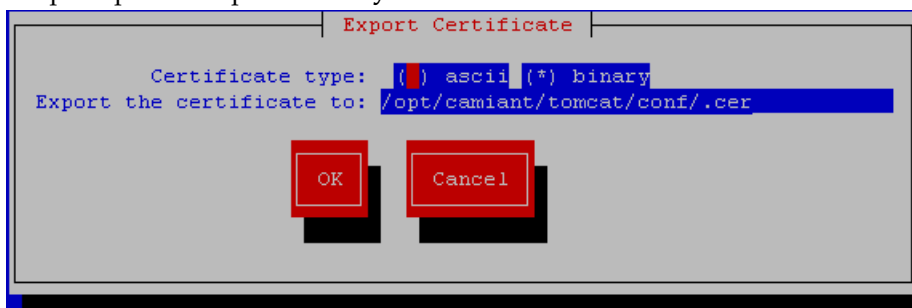 Export Certificate
Certificate type: ( ) ascii (*) binary
Export the certificate to: /opt/camiant/tomcat/conf/.cer
OK Cancel